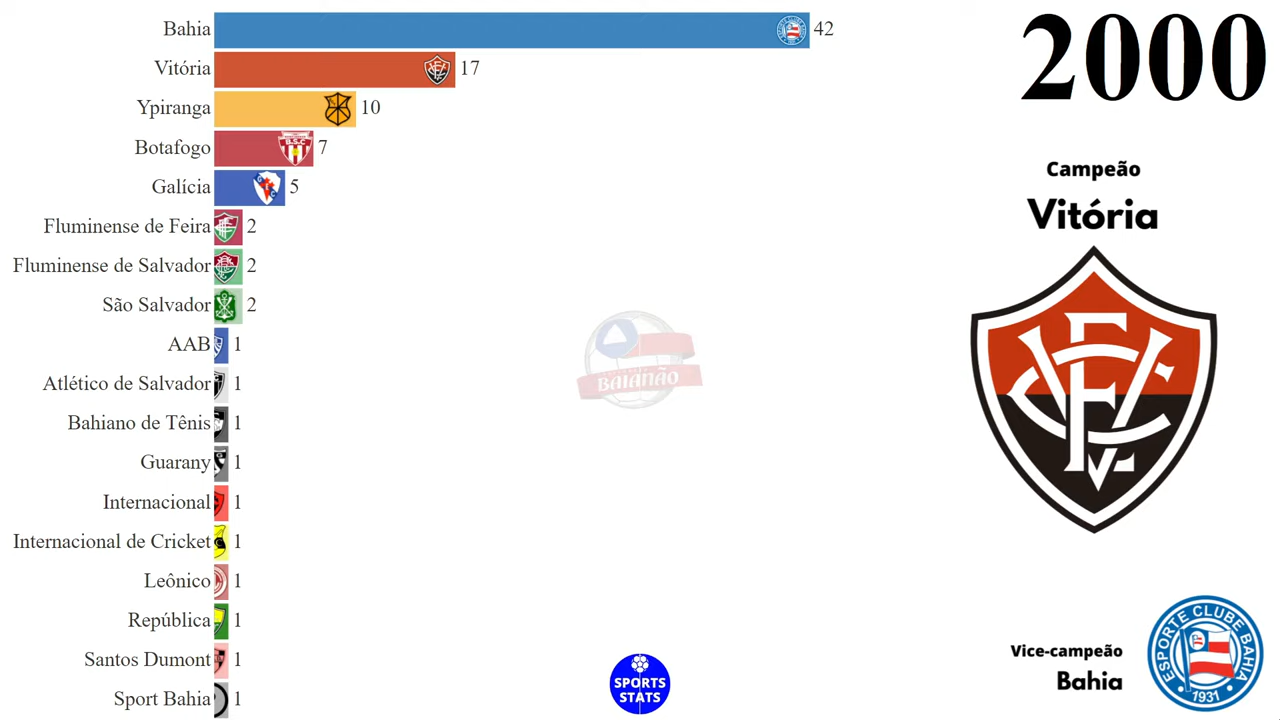 Bahia 42
Vitória 17
Ypiranga 10
Botafogo 7
Galícia 5
Fluminense de Feira 2
Fluminense de Salvador 2
São Salvador 2
AAB 1
Atlético de Salvador 1
Bahiano de Tênis 1
Guarany 1
Internacional 1
Internacional de Cricket 1
Leônico 1
República 1
Santos Dumont 1
Sport Bahia 1
BAIANÃO
SPORTS
STATS
2000
Campeão
Vitória
Vice-campeão
Bahia
ESPORTE CLUBE BAHIA
1931